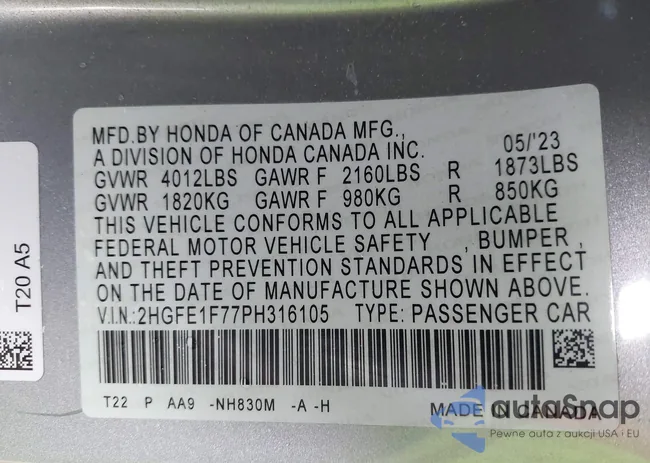 MFD.BY HONDA OF CANADA MFG.,
A DIVISION OF HONDA CANADA INC. 05/'23
GVWR 4012LBS GAWR F 2160LBS R 1873LBS
GVWR 1820KG GAWR F 980KG R 850KG
THIS VEHICLE CONFORMS TO ALL APPLICABLE
FEDERAL MOTOR VEHICLE SAFETY , BUMPER ,
AND THEFT PREVENTION STANDARDS IN EFFECT
ON THE DATE OF MANUFACTURE SHOWN ABOVE.
V.I.N.:2HGFE1F77PH316105 TYPE: PASSENGER CAR
T22 P AA9 -NH830M -A -H MADE IN CANADA
T20 A5
autoSnap
Pewne auta z aukcji USA i EU